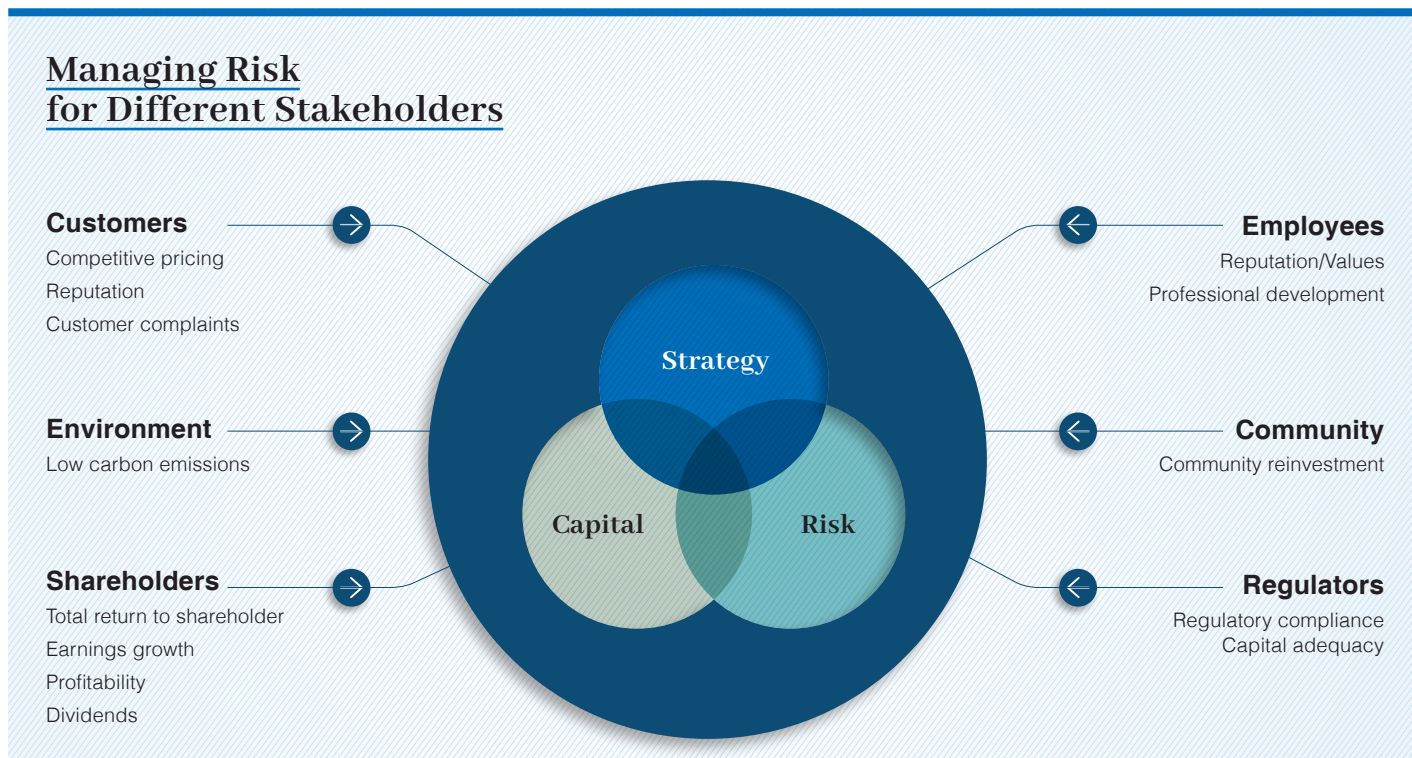 Managing Risk
for Different Stakeholders
Customers
Competitive pricing
Reputation
Customer complaints
Environment
Low carbon emissions
Shareholders
Total return to shareholder
Earnings growth
Profitability
Dividends
Strategy
Capital
Risk
Employees
Reputation/Values
Professional development
Community
Community reinvestment
Regulators
Regulatory compliance
Capital adequacy